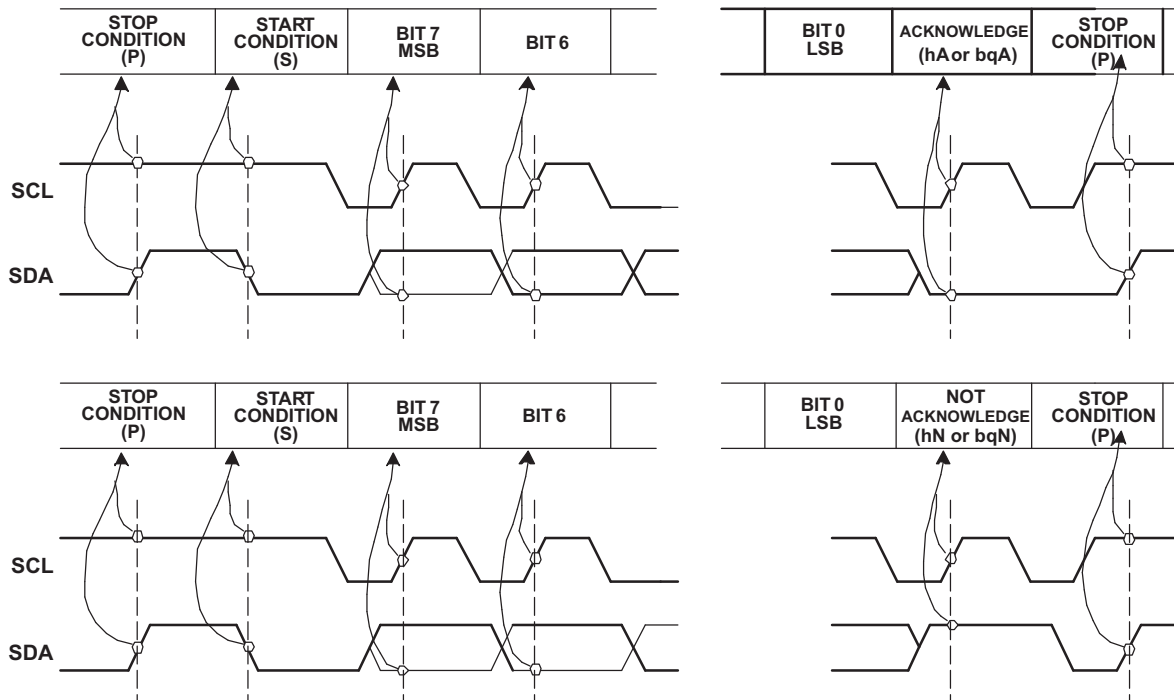 STOP
CONDITION
(P)
START
CONDITION
(S)
BIT 7
MSB
BIT 6
BIT 0
LSB
ACKNOWLEDGE
(hA or bqA)
STOP
CONDITION
(P)
SCL
SDA
STOP
CONDITION
(P)
START
CONDITION
(S)
BIT 7
MSB
BIT 6
BIT 0
LSB
NOT
ACKNOWLEDGE
(hN or bqN)
STOP
CONDITION
(P)
SCL
SDA